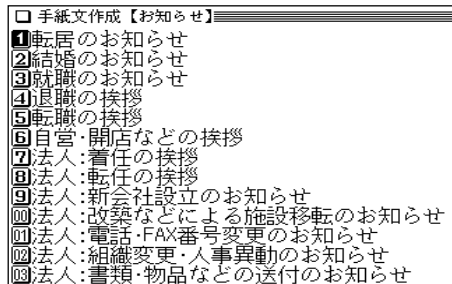 □ 手紙文作成【お知らせ】
1転居のお知らせ
2結婚のお知らせ
3就職のお知らせ
4退職の挨拶
5転職の挨拶
6自営･開店などの挨拶
7法人:着任の挨拶
8法人:転任の挨拶
9法人:新会社設立のお知らせ
00法人:改築などによる施設移転のお知らせ
01法人:電話･FAX番号変更のお知らせ
02法人:組織変更･人事異動のお知らせ
03法人:書類･物品などの送付のお知らせ